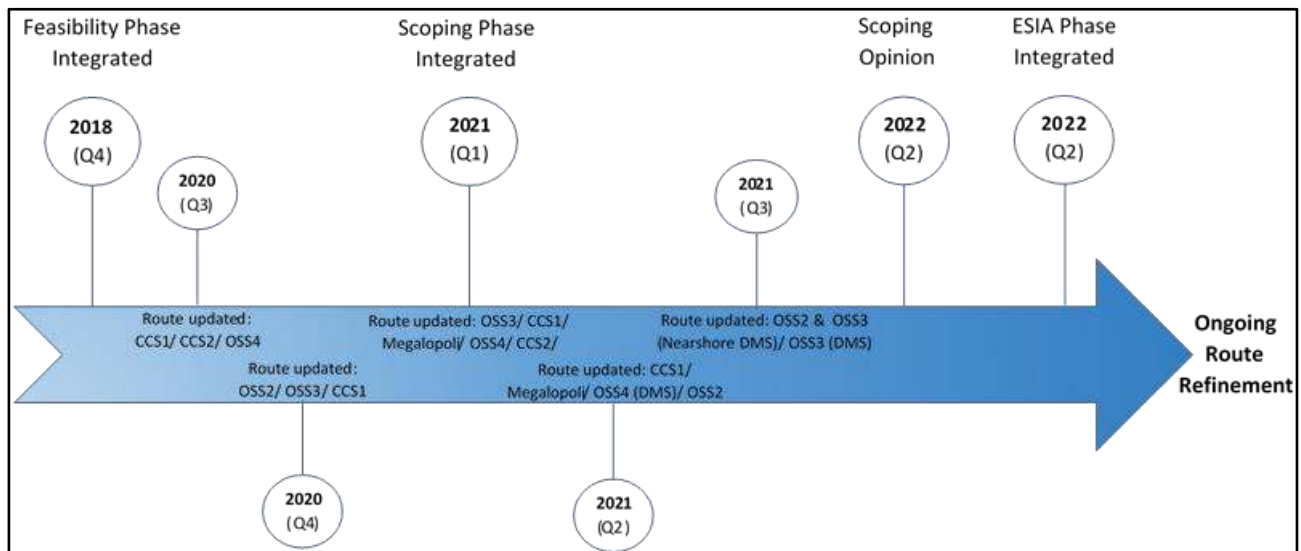 Feasibility Phase
Integrated
Scoping Phase
Integrated
Scoping
Opinion
ESIA Phase
Integrated
2018
(Q4)
2020
(Q3)
2021
(Q1)
2021
(Q3)
2022
(Q2)
2022
(Q2)
Route updated:
CCS1/ CCS2/ OSS4
Route updated: OSS3/ CCS1/
Megalopoli/ OSS4/ CCS2/
Route updated: OSS2 & OSS3
(Nearshore DMS)/ OSS3 (DMS)
Route updated:
OSS2/ OSS3/ CCS1
Route updated: CCS1/
Megalopoli/ OSS4 (DMS)/ OSS2
Ongoing
Route
Refinement
2020
(Q4)
2021
(Q2)